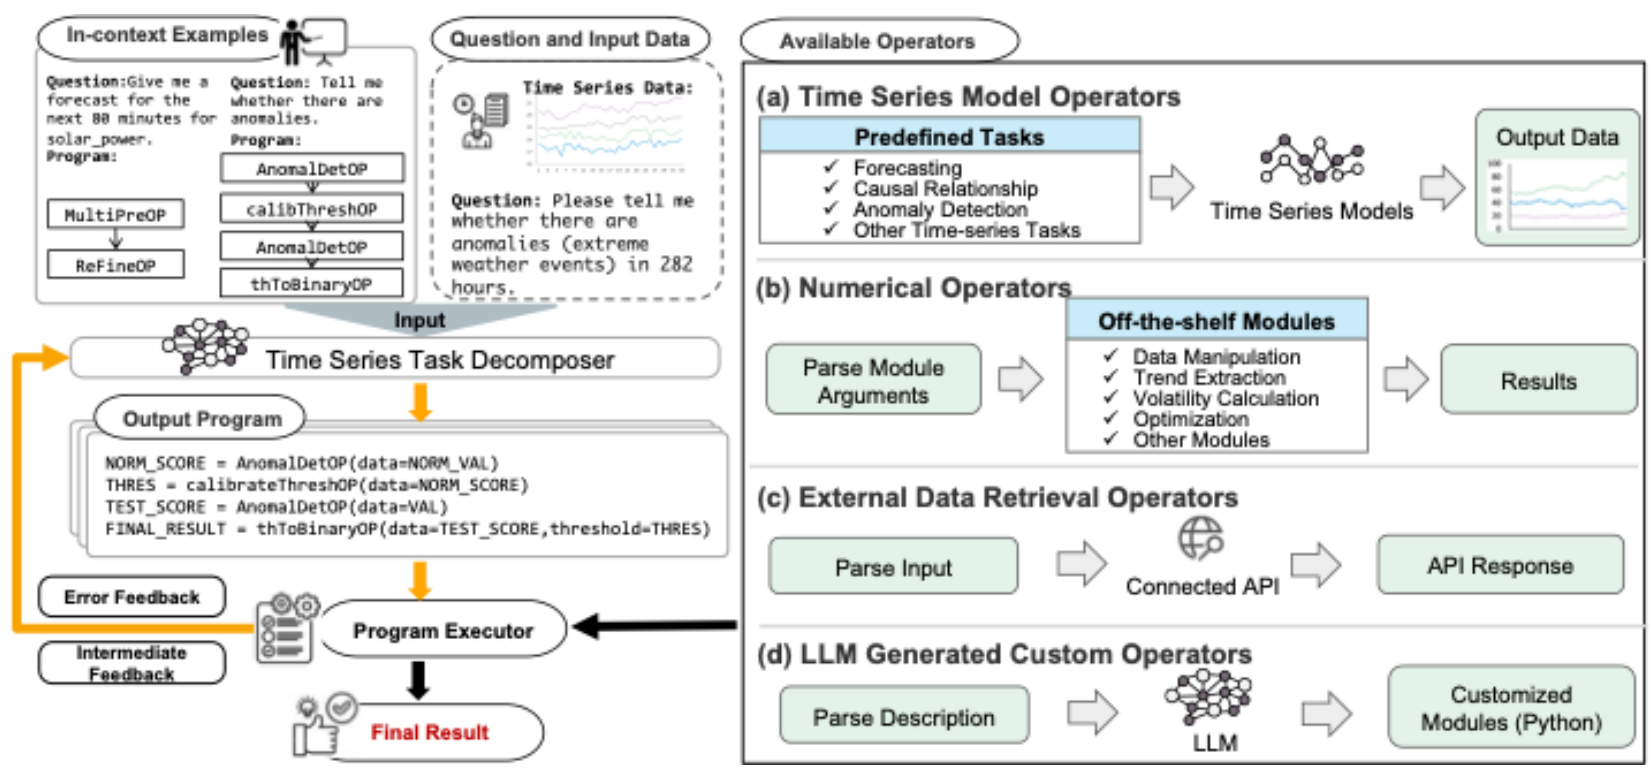 In-context Examples
Question:Give me a
forecast for the
next 80 minutes for
solar_power.
Program:
MultiPreOP
ReFineOP
Question: Tell me
whether there are
anomalies.
Program:
AnomalDetOP
calibThreshOP
AnomalDetOP
thToBinaryOP
Question and Input Data
Time Series Data:
Question: Please tell me
whether there are
anomalies (extreme
weather events) in 282
hours.
Input
Time Series Task Decomposer
Output Program
NORM_SCORE = AnomalDetOP(data=NORM_VAL)
THRES = calibrateThreshOP(data=NORM_SCORE)
TEST_SCORE = AnomalDetOP(data=VAL)
FINAL_RESULT = thToBinaryOP(data=TEST_SCORE,threshold=THRES)
Error Feedback
Intermediate
Feedback
Program Executor
Final Result
Available Operators
(a) Time Series Model Operators
Predefined Tasks
✓ Forecasting
✓ Causal Relationship
✓ Anomaly Detection
✓ Other Time-series Tasks
Time Series Models
Output Data
100
80
60
40
20
0
(b) Numerical Operators
Parse Module
Arguments
Off-the-shelf Modules
✓ Data Manipulation
✓ Trend Extraction
✓ Volatility Calculation
✓ Optimization
✓ Other Modules
Results
(c) External Data Retrieval Operators
Parse Input
Connected API
API Response
(d) LLM Generated Custom Operators
Parse Description
LLM
Customized
Modules (Python)